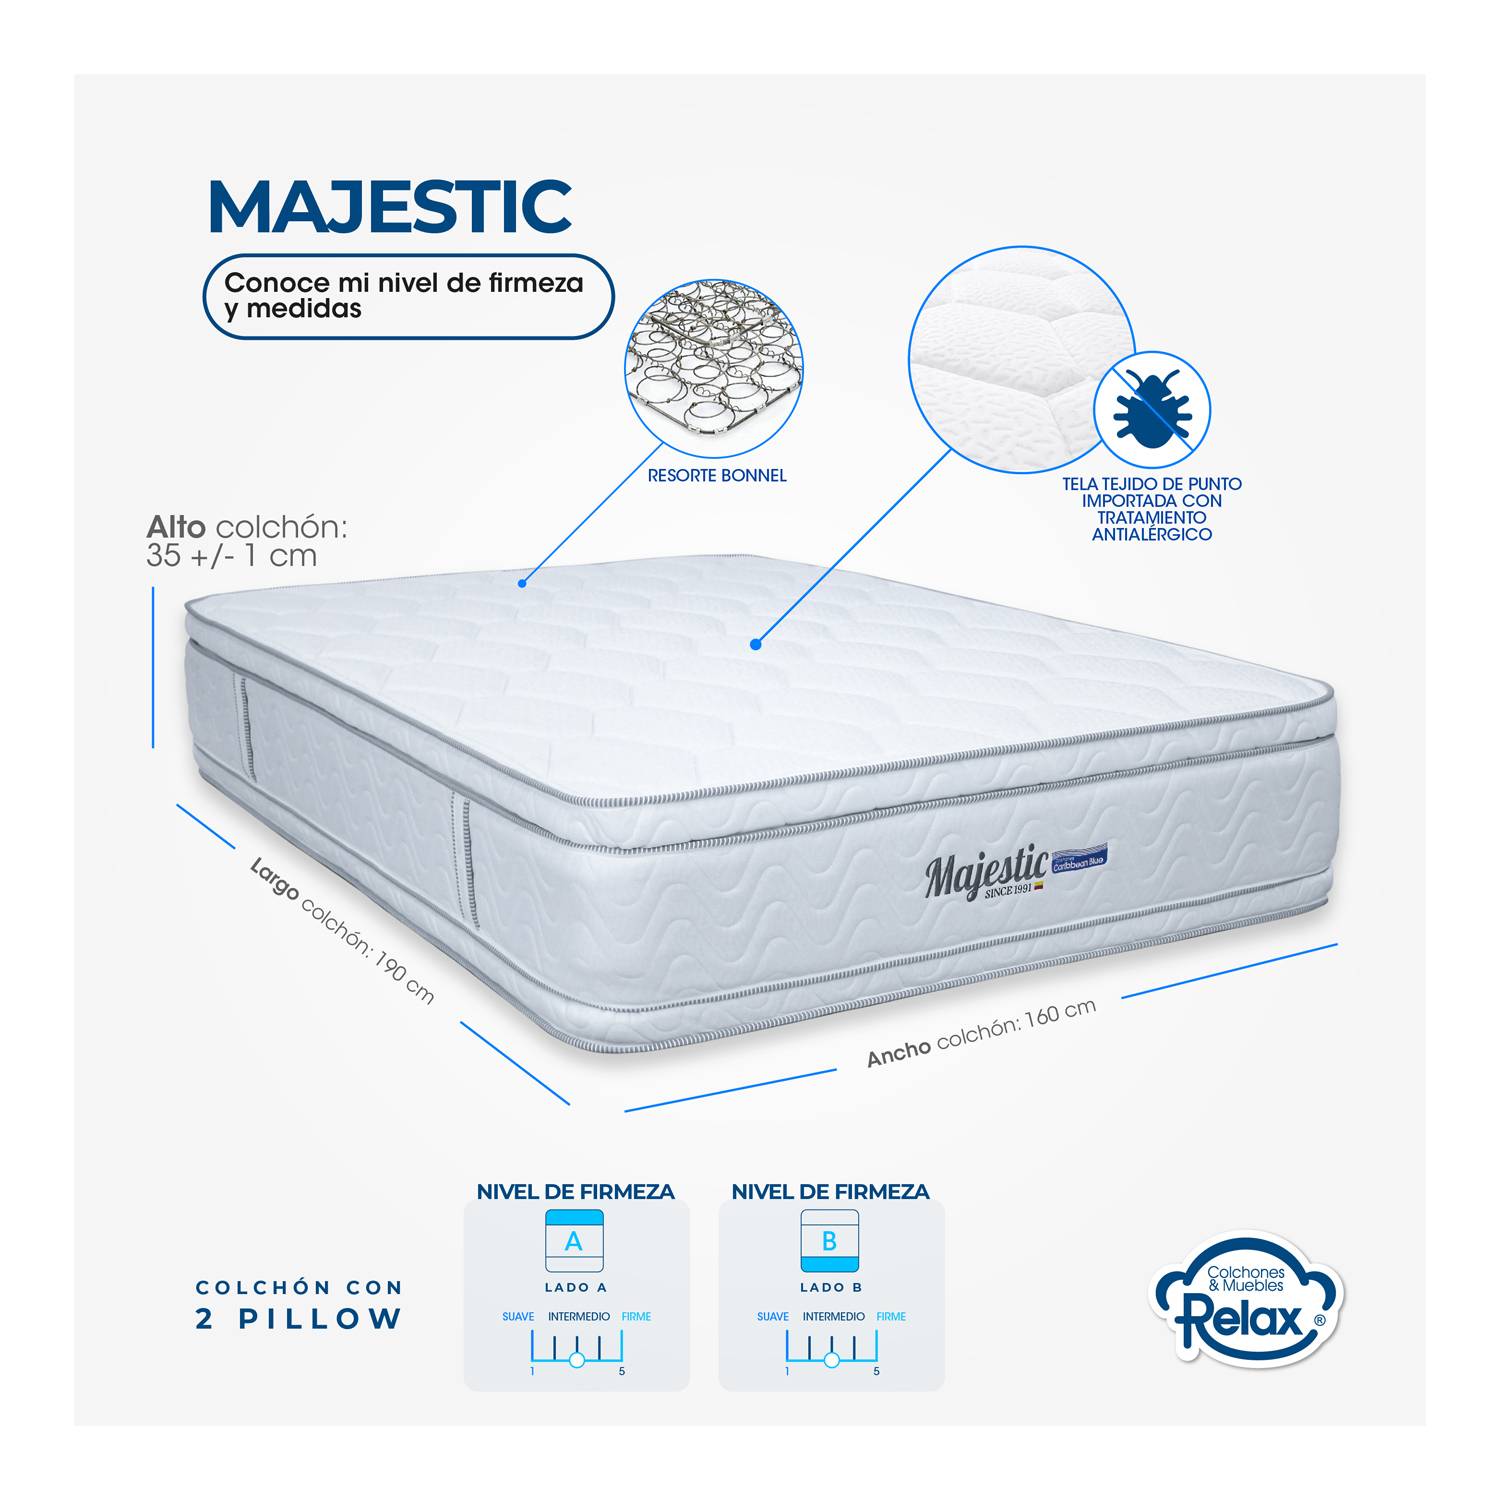 MAJESTIC
Conoce mi nivel de firmeza
y medidas
RESORTE BONNEL
TELA TEJIDO DE PUNTO
IMPORTADA CON
TRATAMIENTO
ANTIALÉRGICO
Alto colchón:
35 +/- 1 cm
Largo colchón: 190 cm
Ancho colchón: 160 cm
Majestic
SINCE 1991
Caribbean Blue
COLCHÓN CON
2 PILLOW
NIVEL DE FIRMEZA
A
LADO A
SUAVE INTERMEDIO FIRME
1 5
NIVEL DE FIRMEZA
B
LADO B
SUAVE INTERMEDIO FIRME
1 5
Colchones
& Muebles
Relax ®